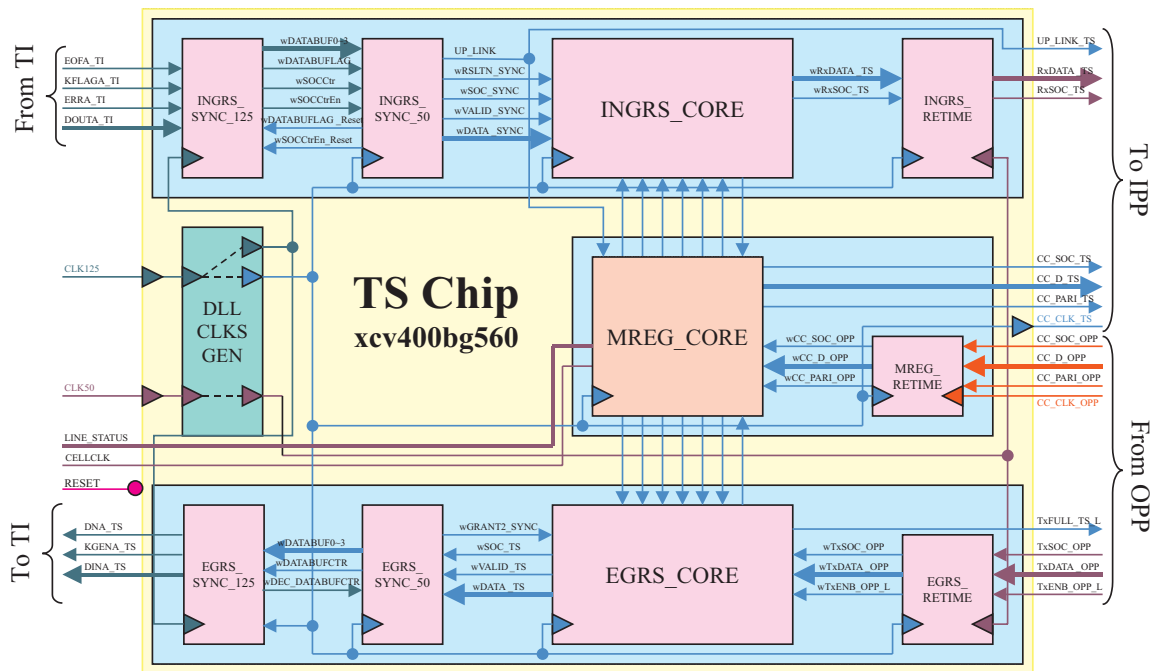 From TI
EOFA_TI
KFLAGA_TI
ERRA_TI
DOUTA_TI
INGRS_
SYNC_125
wDATABUF0~3
wDATABUFLAG
wSOCCtr
wSOCCtrEn
wDATABUFLAG_Reset
wSOCCtrEn_Reset
INGRS_
SYNC_50
UP_LINK
wRSLTN_SYNC
wSOC_SYNC
wVALID_SYNC
wDATA_SYNC
INGRS_CORE
wRxDATA_TS
wRxSOC_TS
INGRS_
RETIME
UP_LINK_TS
RxDATA_TS
RxSOC_TS
To IPP
CLK125
CLK50
DLL
CLKS
GEN
TS Chip
xcv400bg560
MREG_CORE
wCC_SOC_OPP
wCC_D_OPP
wCC_PARI_OPP
MREG_
RETIME
CC_SOC_TS
CC_D_TS
CC_PARI_TS
CC_CLK_TS
CC_SOC_OPP
CC_D_OPP
CC_PARI_OPP
CC_CLK_OPP
From OPP
LINE_STATUS
CELLCLK
RESET
To TI
DNA_TS
KGENA_TS
DINA_TS
EGRS_
SYNC_125
wDATABUF0~3
wDATABUFCTR
wDEC_DATABUFCTR
EGRS_
SYNC_50
wGRANT2_SYNC
wSOC_TS
wVALID_TS
wDATA_TS
EGRS_CORE
wTxSOC_OPP
wTxDATA_OPP
wTxENB_OPP_L
EGRS_
RETIME
TxFULL_TS_L
TxSOC_OPP
TxDATA_OPP
TxENB_OPP_L